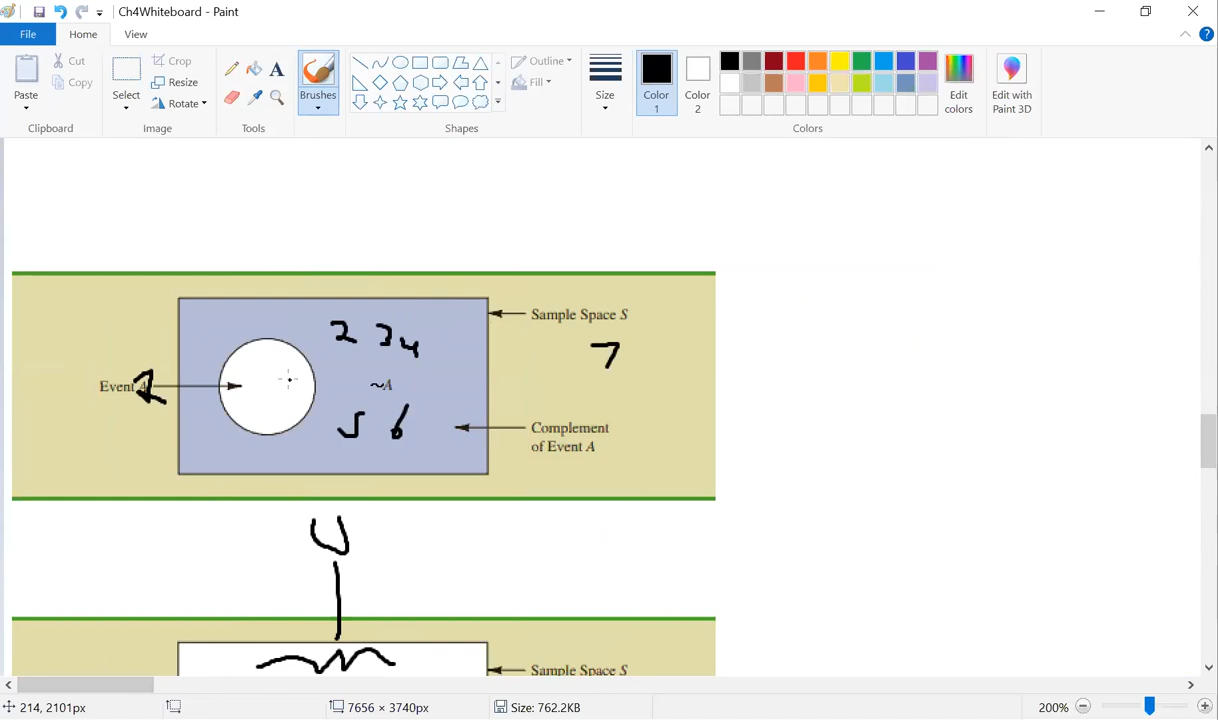 Ch4Whiteboard - Paint
File Home View
Cut
Copy
Paste
Clipboard
Crop
Resize
Select
Rotate
Image
A
Tools
Brushes
Outline
Fill
Shapes
Size
Color 1
Color 2
Edit colors
Colors
Edit with Paint 3D
Sample Space S
2 3 4
7
Event
~A
5 6
Complement
of Event A
U
Sample Space S
214, 2101px
7656 × 3740px
Size: 762.2KB
200%